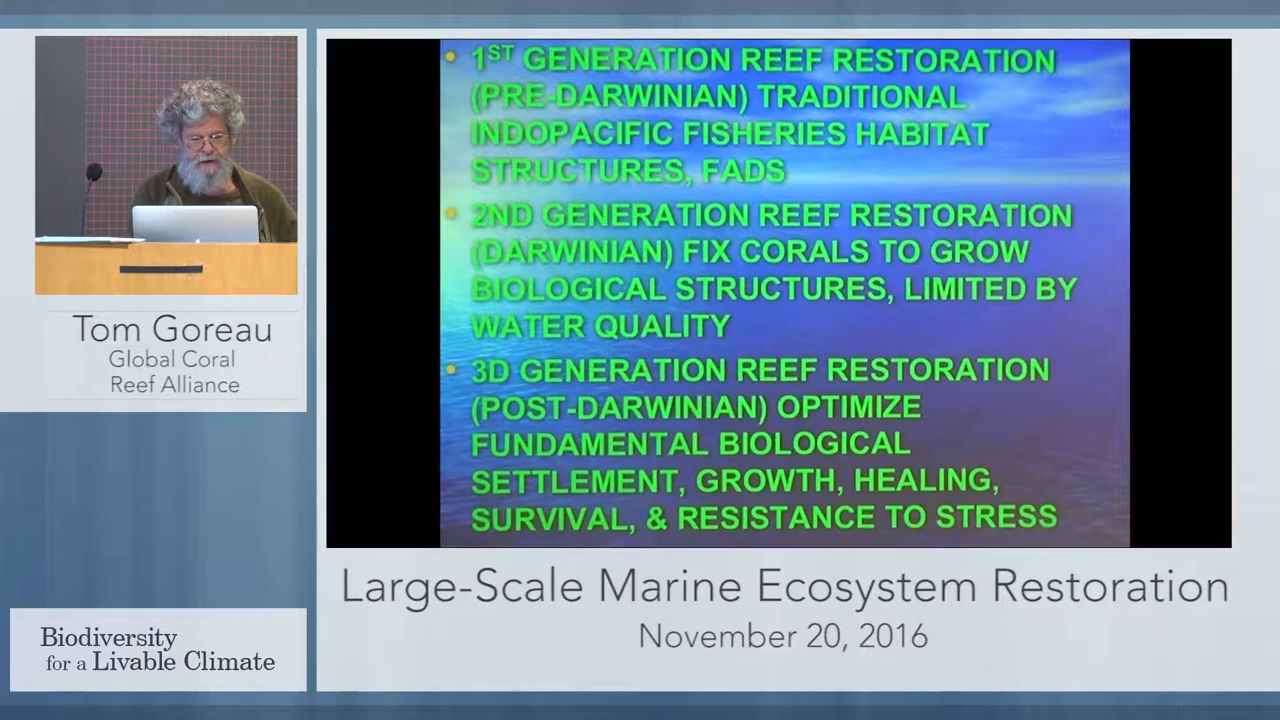 • 1ST GENERATION REEF RESTORATION
(PRE-DARWINIAN) TRADITIONAL
INDOPACIFIC FISHERIES HABITAT
STRUCTURES, FADS
• 2ND GENERATION REEF RESTORATION
(DARWINIAN) FIX CORALS TO GROW
BIOLOGICAL STRUCTURES, LIMITED BY
WATER QUALITY
• 3D GENERATION REEF RESTORATION
(POST-DARWINIAN) OPTIMIZE
FUNDAMENTAL BIOLOGICAL
SETTLEMENT, GROWTH, HEALING,
SURVIVAL, & RESISTANCE TO STRESS
Tom Goreau
Global Coral
Reef Alliance
Large-Scale Marine Ecosystem Restoration
November 20, 2016
Biodiversity
for a Livable Climate